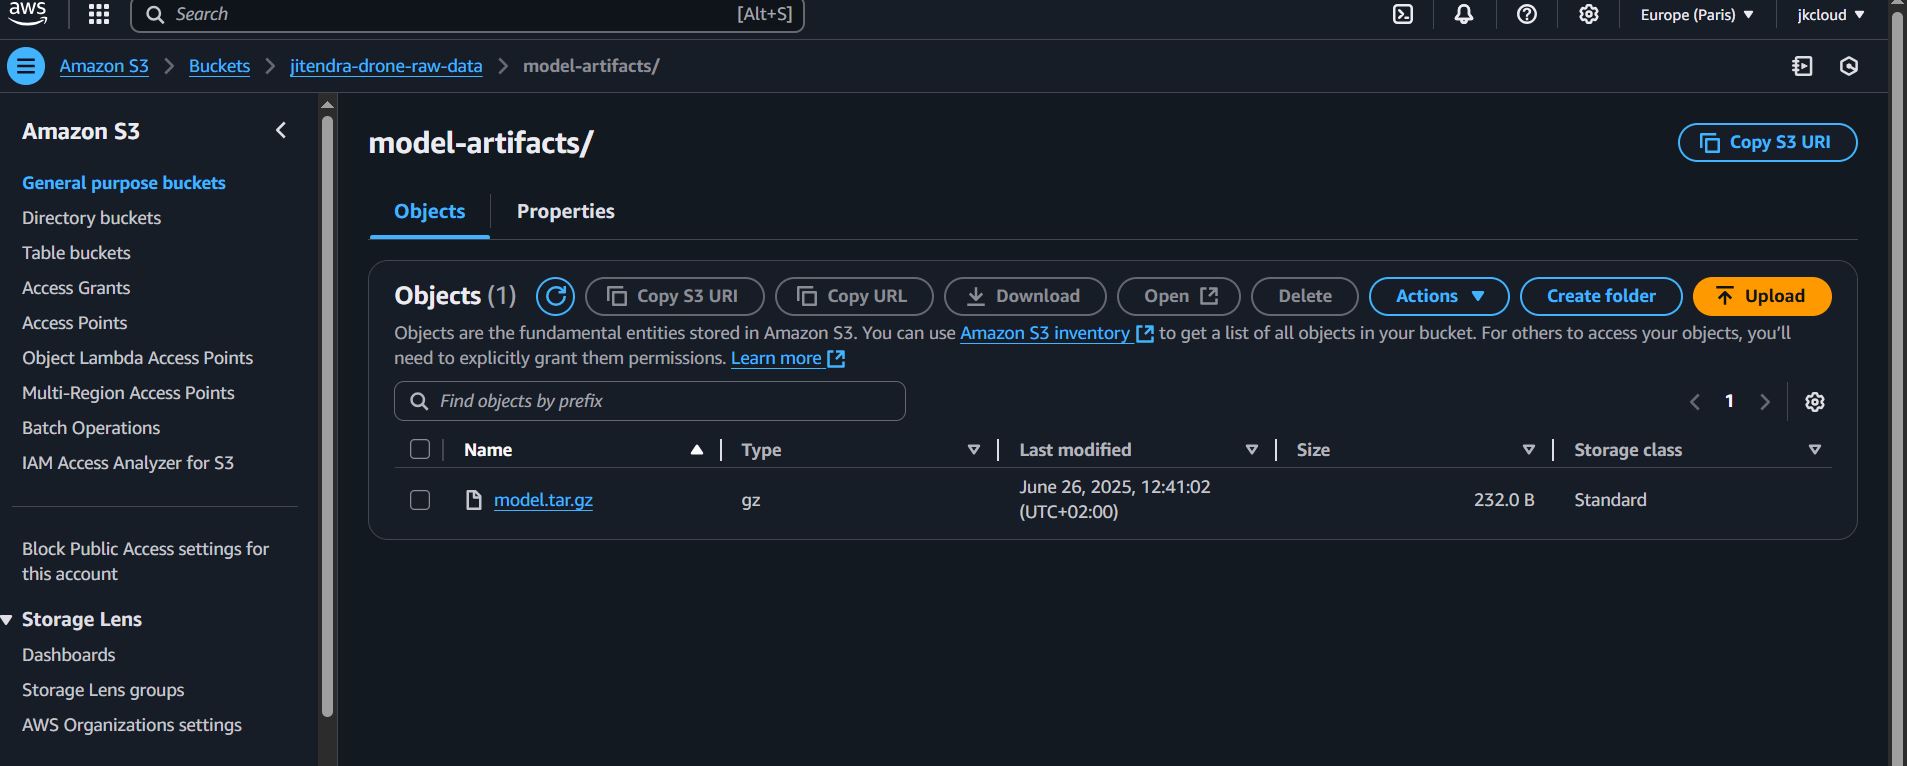 aws
Search
[Alt+S]
Europe (Paris)
jkcloud
Amazon S3
Buckets
jitendra-drone-raw-data
model-artifacts/
Amazon S3
General purpose buckets
Directory buckets
Table buckets
Access Grants
Access Points
Object Lambda Access Points
Multi-Region Access Points
Batch Operations
IAM Access Analyzer for S3
Block Public Access settings for
this account
Storage Lens
Dashboards
Storage Lens groups
AWS Organizations settings
model-artifacts/
Copy S3 URI
Objects
Properties
Objects (1)
Copy S3 URI
Copy URL
Download
Open
Delete
Actions
Create folder
Upload
Objects are the fundamental entities stored in Amazon S3. You can use Amazon S3 inventory to get a list of all objects in your bucket. For others to access your objects, you’ll
need to explicitly grant them permissions. Learn more
Find objects by prefix
1
Name
Type
Last modified
Size
Storage class
model.tar.gz
gz
June 26, 2025, 12:41:02
(UTC+02:00)
232.0 B
Standard